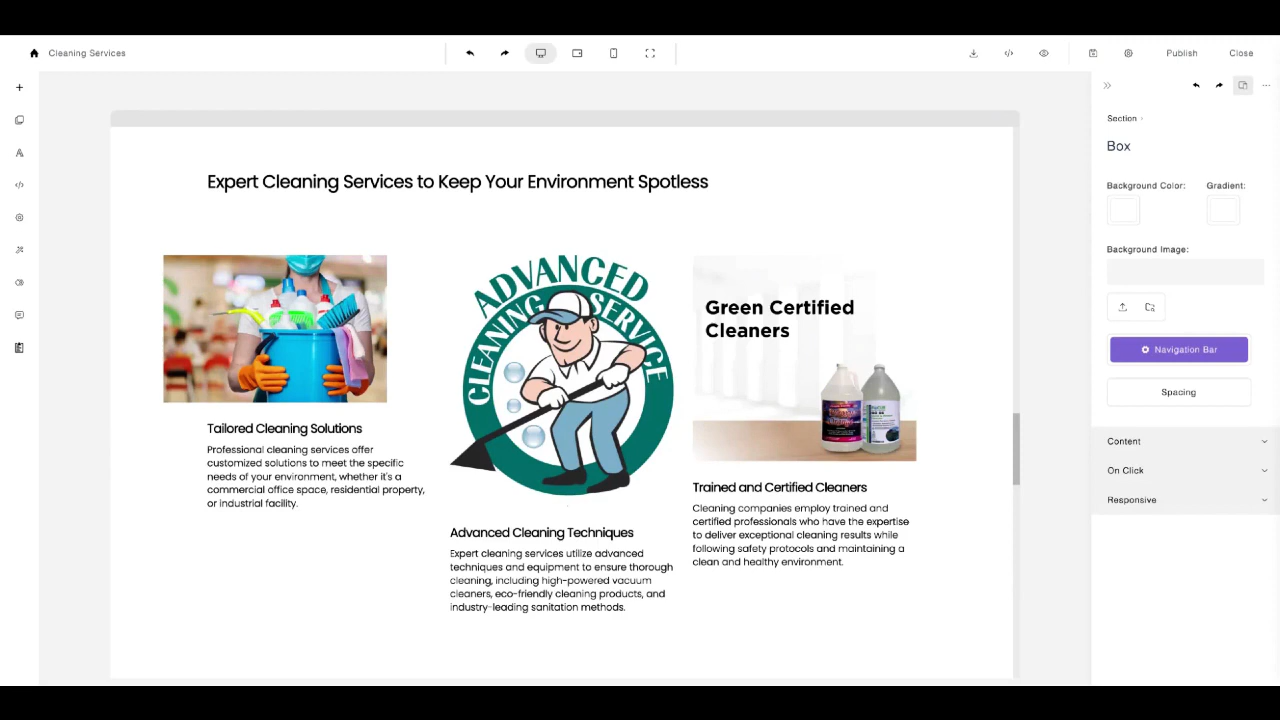 Cleaning Services
Publish
Close
Section
Box
Background Color:
Gradient:
Background Image:
Navigation Bar
Spacing
Content
On Click
Responsive
Expert Cleaning Services to Keep Your Environment Spotless
Tailored Cleaning Solutions
Professional cleaning services offer
customized solutions to meet the specific
needs of your environment, whether it's a
commercial office space, residential property,
or industrial facility.
ADVANCED
CLEANING SERVICE
Advanced Cleaning Techniques
Expert cleaning services utilize advanced
techniques and equipment to ensure thorough
cleaning, including high-powered vacuum
cleaners, eco-friendly cleaning products, and
industry-leading sanitation methods.
Green Certified
Cleaners
Trained and Certified Cleaners
Cleaning companies employ trained and
certified professionals who have the expertise
to deliver exceptional cleaning results while
following safety protocols and maintaining a
clean and healthy environment.